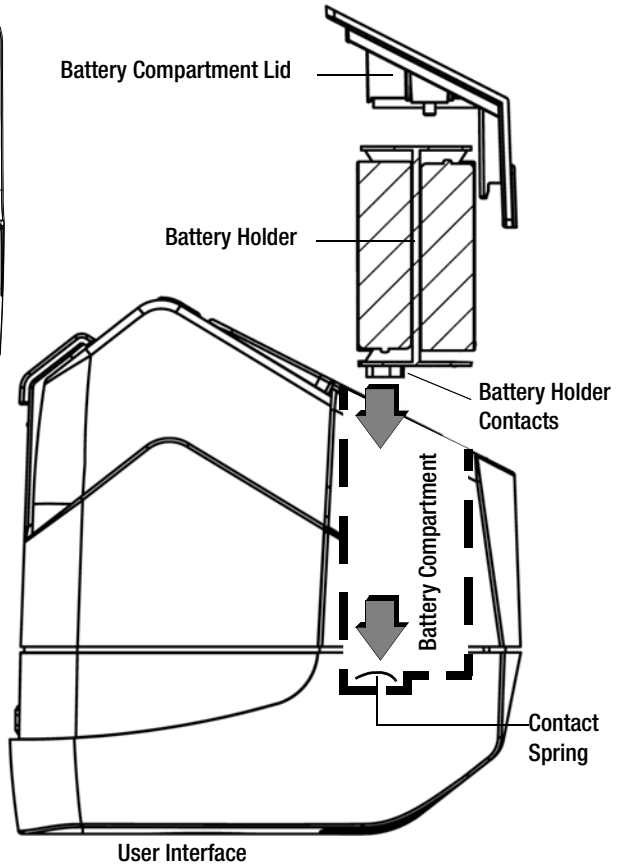 Battery Compartment Lid
Battery Holder
Battery Holder
Contacts
Battery Compartment
Contact
Spring
User Interface